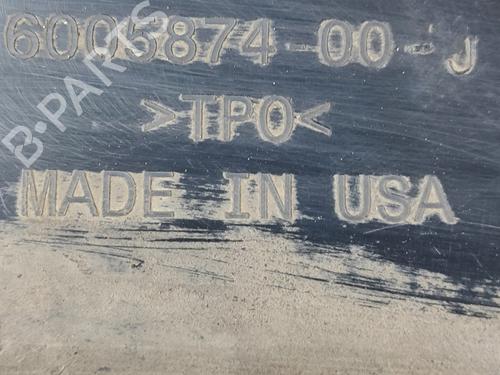 6005874-00-J
>TPO<
MADE IN USA
B-PARTS